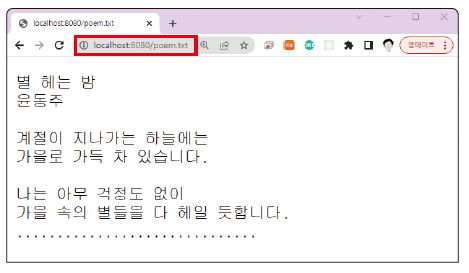 localhost:8080/poem.txt
localhost:8080/poem.txt
업데이트
별 헤는 밤
윤동주
계절이 지나가는 하늘에는
가을로 가득 차 있습니다.
나는 아무 걱정도 없이
가을 속의 별들을 다 헤일 듯합니다.
..............................